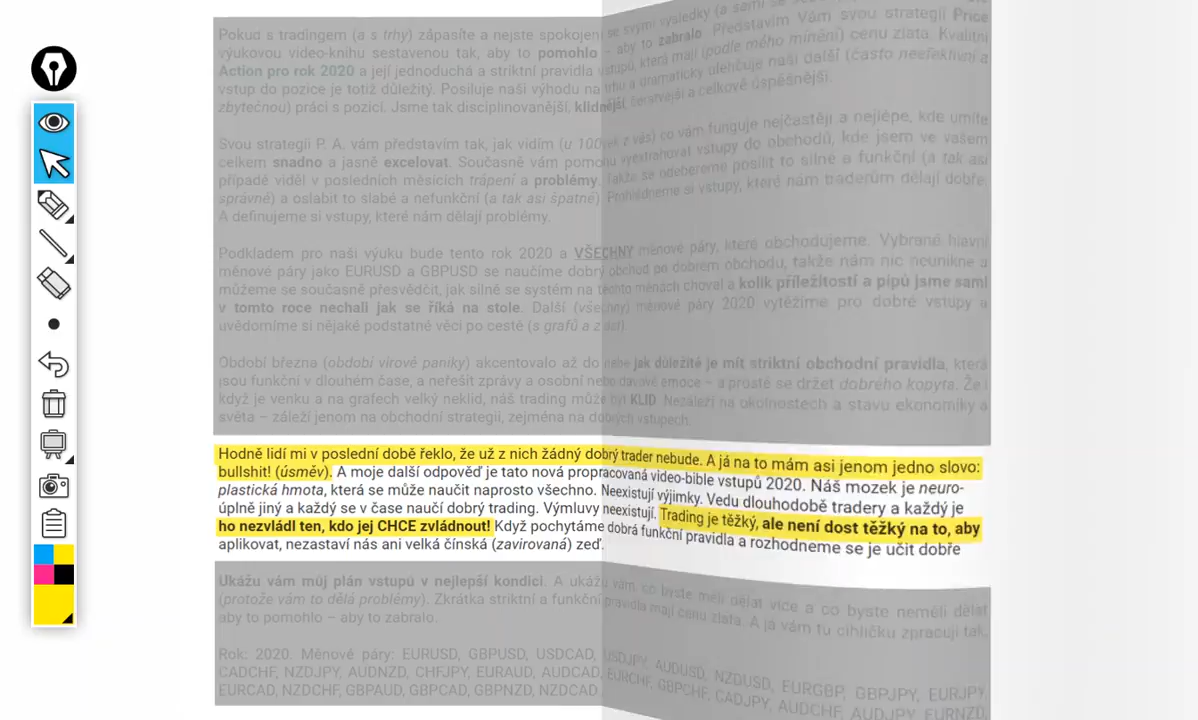 se svými výsledky (a sami se
Pokud s tradingem (a s trhy) zápasíte a nejste spokojení
výukovou video-knihu sestavenou tak, aby to pomohlo – aby to zabralo. Představím Vám svou strategii Price
Action pro rok 2020 a její jednoduchá a striktní pravidla vstupů, která mají (podle mého mínění) cenu zlata. Kvalitní
vstup do pozice je totiž důležitý. Posiluje naši výhodu na trhu a dramaticky ulehčuje naši další (často neefektivní a
zbytečnou) práci s pozicí. Jsme tak disciplinovanější, klidnější, čerstvější a celkově úspěšnější.
Svou strategii P. A. vám představím tak, jak vidím (u 100 z vás) co vám funguje nejčastěji a nejlépe, kde umíte
celkem snadno a jasně excelovat. Současně vám pomohu vyextrahovat vstupy do obchodů, kde jsem ve vašem
případě viděl v posledních měsících trápení a problémy. Takže se odebereme posílit to silné a funkční (a tak asi
správné) a oslabit to slabé a nefunkční (a tak asi špatné). Prohlédneme si vstupy, které nám traderům dělají dobře.
A definujeme si vstupy, které nám dělají problémy.
Podkladem pro naši výuku bude tento rok 2020 a VŠECHNY měnové páry, které obchodujeme. Vybrané hlavní
měnové páry jako EURUSD a GBPUSD se naučíme dobrý obchod po dobrém obchodu, takže nám nic neunikne a
můžeme se současně přesvědčit, jak silně se systém na těchto měnách choval a kolik příležitostí a pipů jsme sami
v tomto roce nechali jak se říká na stole. Další (všechny) měnové páry 2020 vytěžíme pro dobré vstupy a
uvědomíme si nějaké podstatné věci po cestě (s grafů a z dat).
Období března (období virové paniky) akcentovalo až do nebe jak důležité je mít striktní obchodní pravidla, která
jsou funkční v dlouhém čase, a neřešit zprávy a osobní nebo davové emoce – a prostě se držet dobrého kopyta. Že i
když je venku a na grafech velký neklid, náš trading může být KLID. Nezáleží na okolnostech a stavu ekonomiky a
světa – záleží jenom na obchodní strategii, zejména na dobrých vstupech.
Hodně lidí mi v poslední době řeklo, že už z nich žádný dobrý trader nebude. A já na to mám asi jenom jedno slovo:
bullshit! (úsměv). A moje další odpověď je tato nová propracovaná video-bible vstupů 2020. Náš mozek je neuro-
plastická hmota, která se může naučit naprosto všechno. Neexistují výjimky. Vedu dlouhodobě tradery a každý je
úplně jiný a každý se v čase naučí dobrý trading. Výmluvy neexistují. Trading je těžký, ale není dost těžký na to, aby
ho nezvládl ten, kdo jej CHCE zvládnout! Když pochytáme dobrá funkční pravidla a rozhodneme se je učit dobře
aplikovat, nezastaví nás ani velká čínská (zavirovaná) zeď.
Ukážu vám můj plán vstupů v nejlepší kondici. A ukážu vám, co byste měli dělat více a co byste neměli dělat
(protože vám to dělá problémy). Zkrátka striktní a funkční pravidla mají cenu zlata. A já vám tu cihličku zpracuji tak,
aby to pomohlo – aby to zabralo.
Rok: 2020. Měnové páry: EURUSD, GBPUSD, USDCAD, USDJPY, AUDUSD, NZDUSD, EURGBP, GBPJPY, EURJPY,
CADCHF, NZDJPY, AUDNZD, CHFJPY, EURAUD, AUDCAD, EURCHF, GBPCHF, CADJPY, AUDCHF, AUDJPY, EURNZD,
EURCAD, NZDCHF, GBPAUD, GBPCAD, GBPNZD, NZDCAD